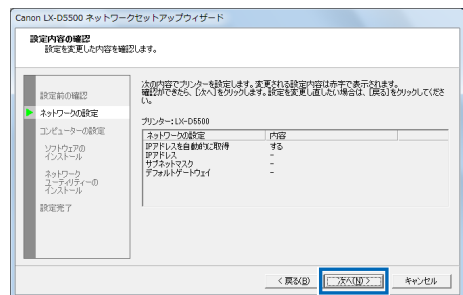 Canon LX-D5500 ネットワークセットアップウィザード
設定内容の確認
設定を変更した内容を確認します。
設定前の確認
ネットワークの設定
コンピューターの設定
ソフトウェアの
インストール
ネットワーク
ユーティリティーの
インストール
設定完了
次の内容でプリンターを設定します。変更される設定内容は赤字で表示されます。
確認ができたら、[次へ]をクリックします。設定を変更し直したい場合は、[戻る]をクリックしてくださ
い。
プリンター:LX-D5500
ネットワークの設定 内容
IPアドレスを自動的に取得 する
IPアドレス -
サブネットマスク -
デフォルトゲートウェイ -
< 戻る(B) 次へ(N) > キャンセル